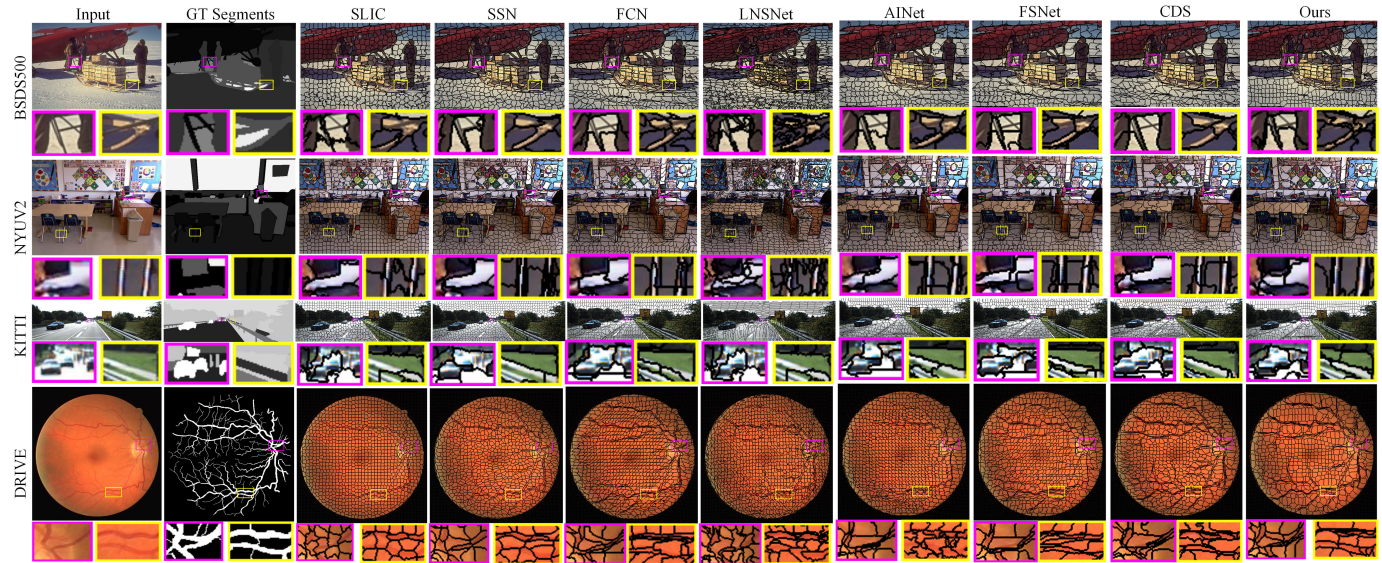 Input GT Segments SLIC SSN FCN LNSNet AINet FSNet CDS Ours
BSDS500
NYUV2
KITTI
DRIVE